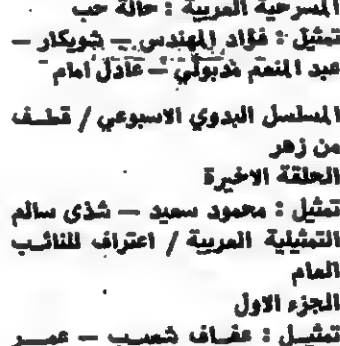 المسرحية العربية : حالة حب
تمثيل : فؤاد المهندس — شويكار —
عبد المنعم مدبولي — عادل امام
المسلسل البدوي الاسبوعي / قطف
من زهر
الحلقة الاخيرة
تمثيل : محمود سعيد — شذى سالم
التمثيلية العربية / اعتراف للنائب
العام
الجزء الاول
تمثيل : عفاف شعيب — عمر